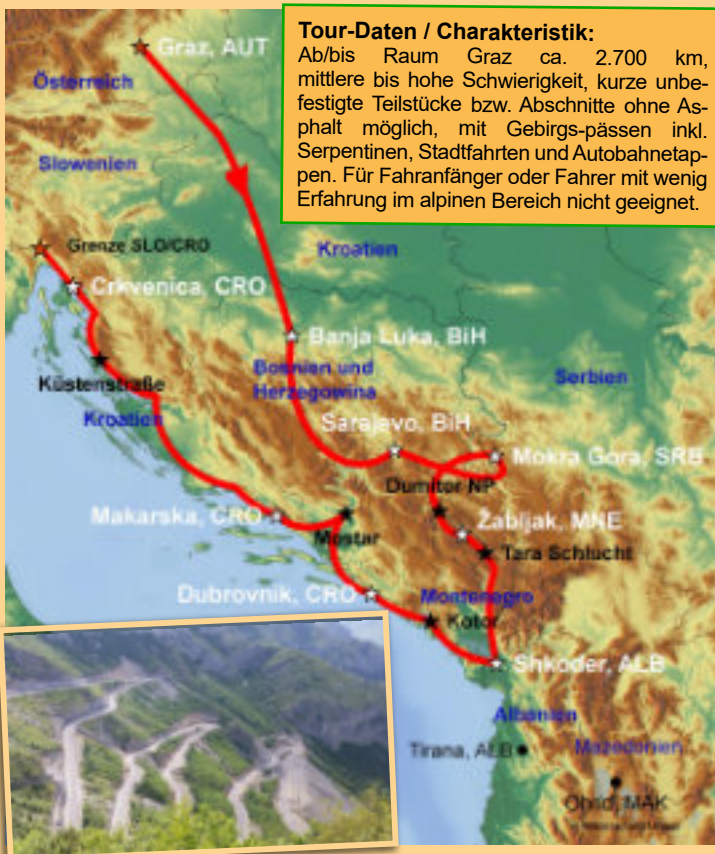 Tour-Daten / Charakteristik:
Ab/bis Raum Graz ca. 2.700 km,
mittlere bis hohe Schwierigkeit, kurze unbe-
festigte Teilstücke bzw. Abschnitte ohne As-
phalt möglich, mit Gebirgs-pässen inkl.
Serpentinen, Stadtfahrten und Autobahnetap-
pen. Für Fahranfänger oder Fahrer mit wenig
Erfahrung im alpinen Bereich nicht geeignet.
Graz, AUT
Österreich
Slowenien
Grenze SLO/CRO
Kroatien
Crkvenica, CRO
Banja Luka, BiH
Bosnien und
Herzegowina
Küstenstraße
Serbien
Kroatien
Sarajevo, BiH
Mokra Gora, SRB
Dumitor NP
Makarska, CRO
Mostar
Žabljak, MNE
Tara Schlucht
Dubrovnik, CRO
Montenegro
Kotor
Shkoder, ALB
Albanien
Tirana, ALB
Mazedonien
Ohrid, MAK